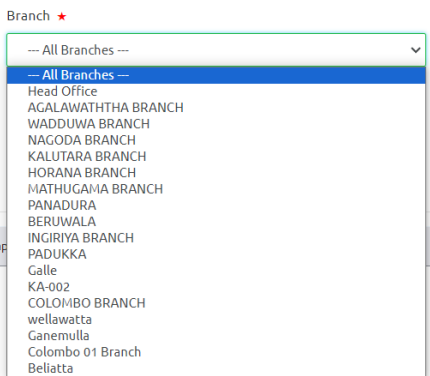 Branch ★
--- All Branches ---
--- All Branches ---
Head Office
AGALAWATHTHA BRANCH
WADDUWA BRANCH
NAGODA BRANCH
KALUTARA BRANCH
HORANA BRANCH
MATHUGAMA BRANCH
PANADURA
BERUWALA
INGIRIYA BRANCH
PADUKKA
Galle
KA-002
COLOMBO BRANCH
wellawatta
Ganemulla
Colombo 01 Branch
Beliatta